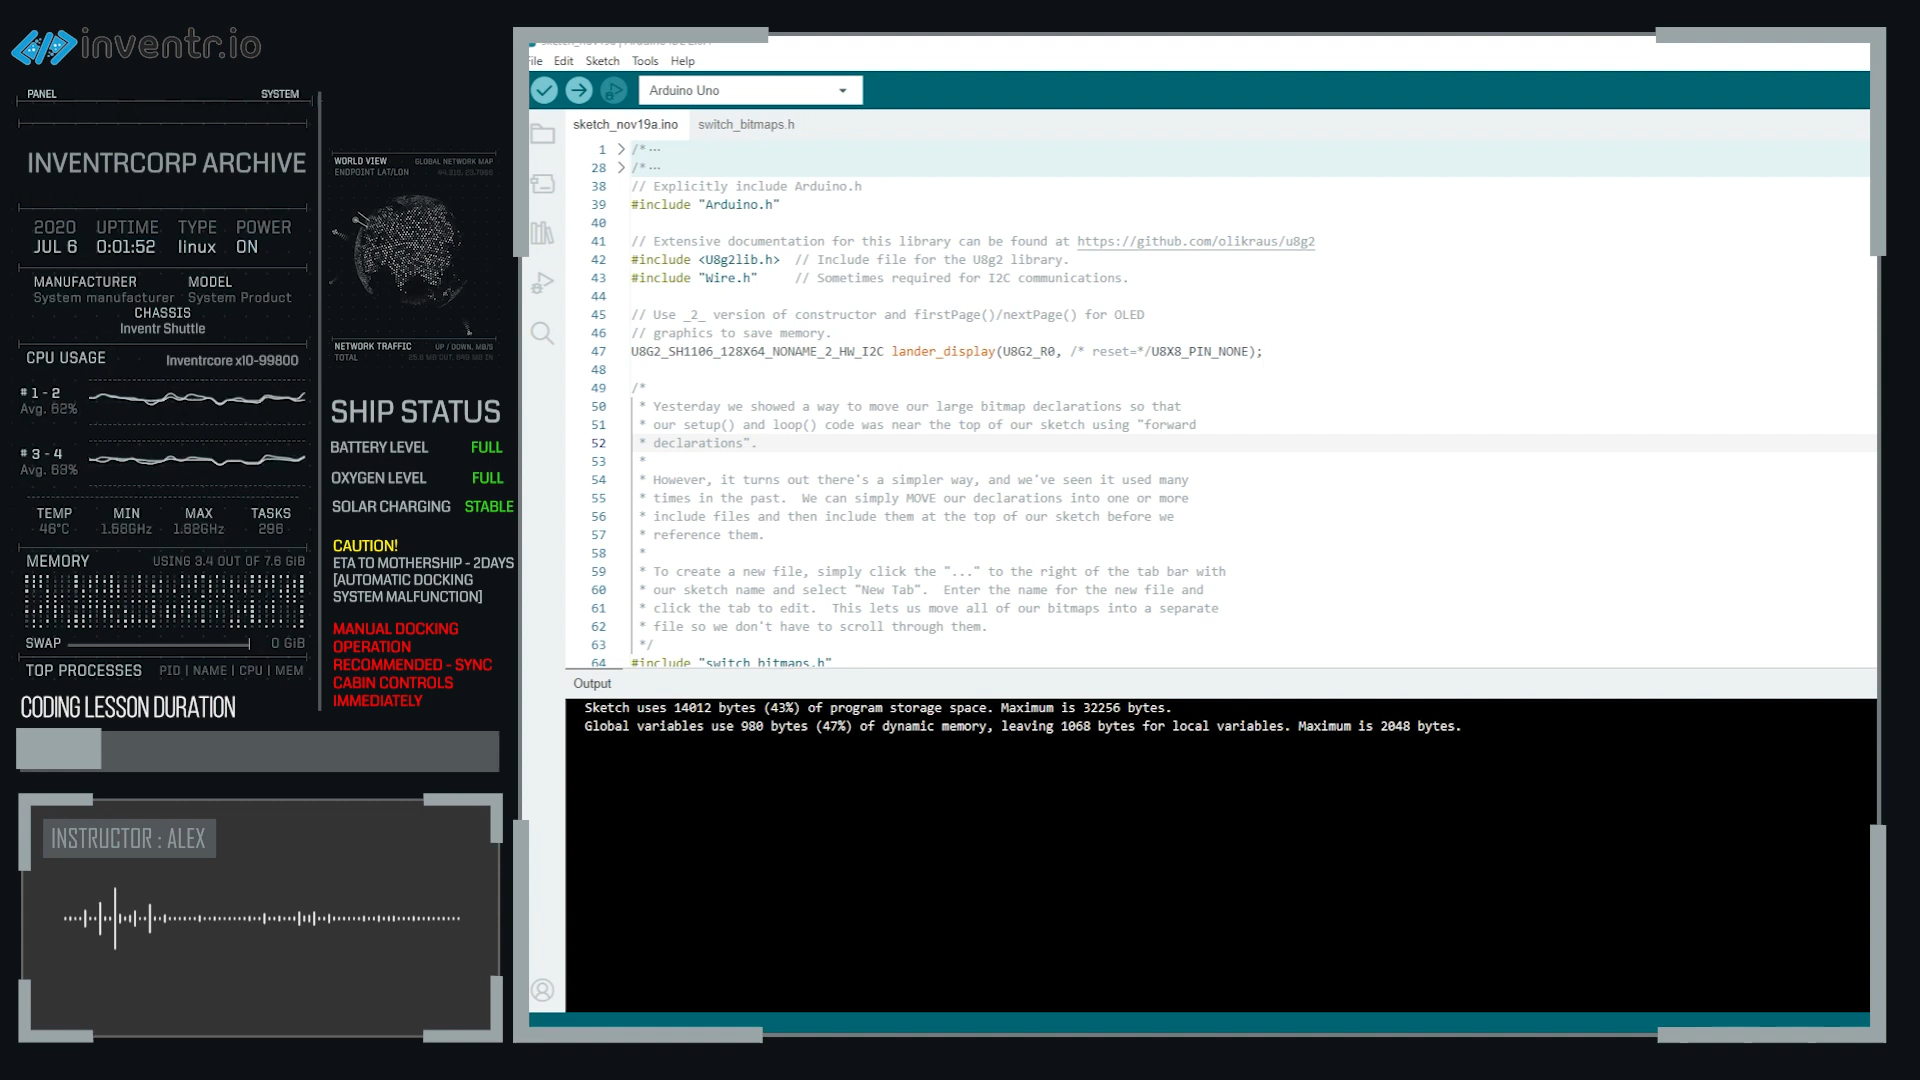 inventr.io
PANEL
SYSTEM
INVENTRCORP ARCHIVE
2020 UPTIME TYPE POWER
JUL 6 0:01:52 linux ON
MANUFACTURER MODEL
System manufacturer System Product
CHASSIS
Inventr Shuttle
CPU USAGE Inventrcore x10-99800
# 1 - 2
Avg. 62%
# 3 - 4
Avg. 69%
TEMP MIN MAX TASKS
46°C 1.56GHz 1.92GHz 296
MEMORY USING 3.4 OUT OF 7.6 GiB
SWAP 0 GiB
TOP PROCESSES PID | NAME | CPU | MEM
CODING LESSON DURATION
INSTRUCTOR : ALEX
WORLD VIEW GLOBAL NETWORK MAP
ENDPOINT LAT/LON
NETWORK TRAFFIC UP / DOWN, MB/S
TOTAL
SHIP STATUS
BATTERY LEVEL FULL
OXYGEN LEVEL FULL
SOLAR CHARGING STABLE
CAUTION!
ETA TO MOTHERSHIP - 2DAYS
[AUTOMATIC DOCKING
SYSTEM MALFUNCTION]
MANUAL DOCKING
OPERATION
RECOMMENDED - SYNC
CABIN CONTROLS
IMMEDIATELY
File Edit Sketch Tools Help
Arduino Uno
sketch_nov19a.ino switch_bitmaps.h
1 /* ...
28 /* ...
38 // Explicitly include Arduino.h
39 #include "Arduino.h"
40
41 // Extensive documentation for this library can be found at https://github.com/olikraus/u8g2
42 #include <U8g2lib.h> // Include file for the U8g2 library.
43 #include "Wire.h" // Sometimes required for I2C communications.
44
45 // Use _2_ version of constructor and firstPage()/nextPage() for OLED
46 // graphics to save memory.
47 U8G2_SH1106_128X64_NONAME_2_HW_I2C lander_display(U8G2_R0, /* reset=*/U8X8_PIN_NONE);
48
49 /*
50 * Yesterday we showed a way to move our large bitmap declarations so that
51 * our setup() and loop() code was near the top of our sketch using "forward
52 * declarations".
53 *
54 * However, it turns out there's a simpler way, and we've seen it used many
55 * times in the past. We can simply MOVE our declarations into one or more
56 * include files and then include them at the top of our sketch before we
57 * reference them.
58 *
59 * To create a new file, simply click the "..." to the right of the tab bar with
60 * our sketch name and select "New Tab". Enter the name for the new file and
61 * click the tab to edit. This lets us move all of our bitmaps into a separate
62 * file so we don't have to scroll through them.
63 */
64 #include "switch_bitmaps.h"
Output
Sketch uses 14012 bytes (43%) of program storage space. Maximum is 32256 bytes.
Global variables use 980 bytes (47%) of dynamic memory, leaving 1068 bytes for local variables. Maximum is 2048 bytes.